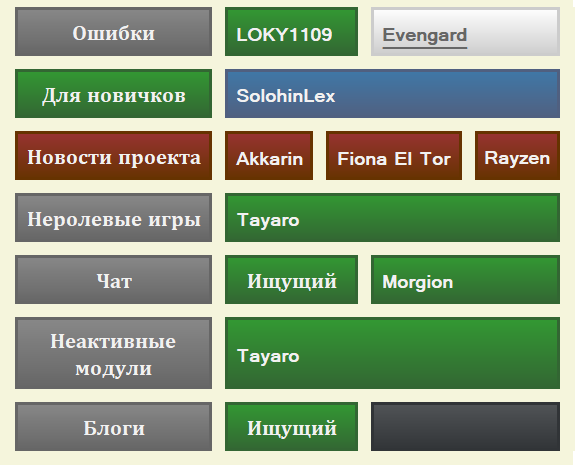 Ошибки LOKY1109 Evengard
Для новичков SolohinLex
Новости проекта Akkarin Fiona El Tor Rayzen
Неролевые игры Tayaro
Чат Ищущий Morgion
Неактивные
модули
Tayaro
Блоги Ищущий